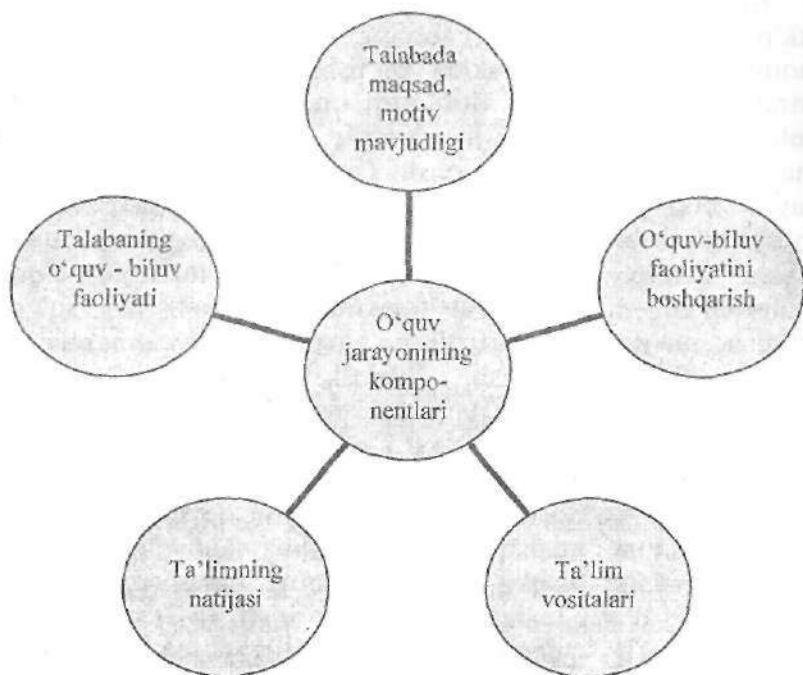 Talabada
maqsad,
motiv
mavjudligi
Talabaning
o‘quv - biluv
faoliyati
O‘quv-biluv
faoliyatini
boshqarish
O‘quv
jarayonining
kompo-
nentlari
Ta’limning
natijasi
Ta’lim
vositalari